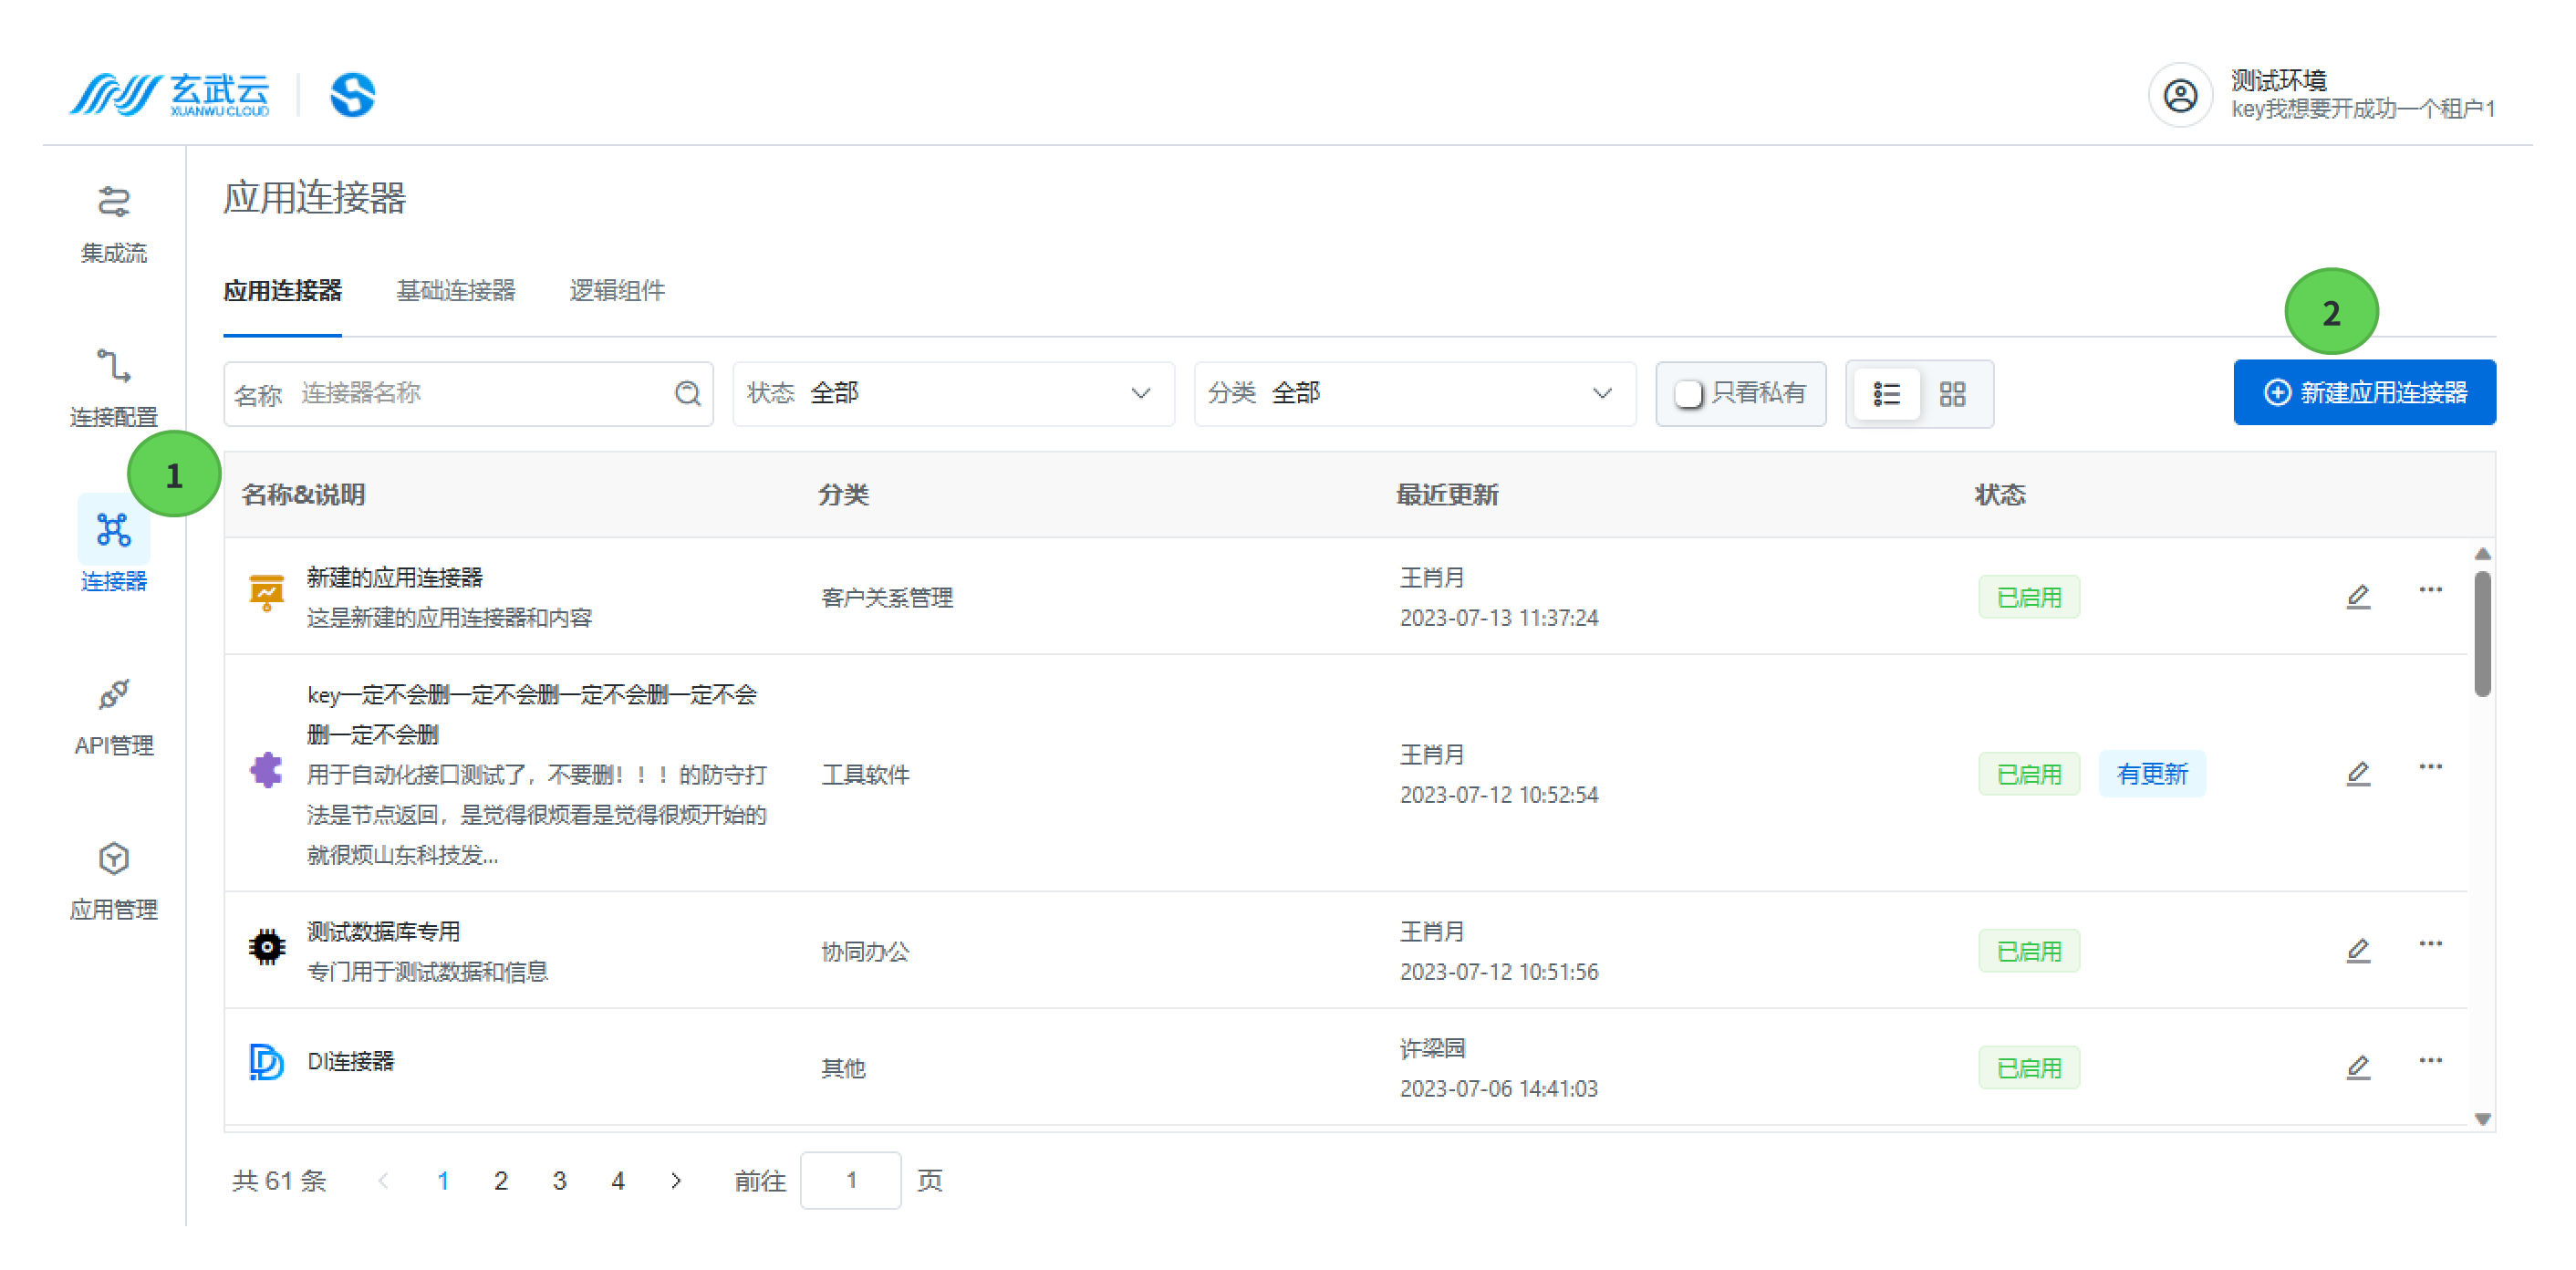 玄武云
XUANWU CLOUD
测试环境
key我想要开成功一个租户1
集成流
连接配置
1
连接器
API管理
应用管理
应用连接器
应用连接器 基础连接器 逻辑组件
2
名称 连接器名称 状态 全部 分类 全部 只看私有 新建应用连接器
名称&说明 分类 最近更新 状态
新建的应用连接器
这是新建的应用连接器和内容
客户关系管理
王肖月
2023-07-13 11:37:24
已启用
key一定不会删一定不会删一定不会删一定不会
删一定不会删
用于自动化接口测试了，不要删！！！的防守打
法是节点返回，是觉得很烦看是觉得很烦开始的
就很烦山东科技发...
工具软件
王肖月
2023-07-12 10:52:54
已启用 有更新
测试数据库专用
专门用于测试数据和信息
协同办公
王肖月
2023-07-12 10:51:56
已启用
DI连接器
其他
许梁园
2023-07-06 14:41:03
已启用
共 61 条 < 1 2 3 4 > 前往 1 页